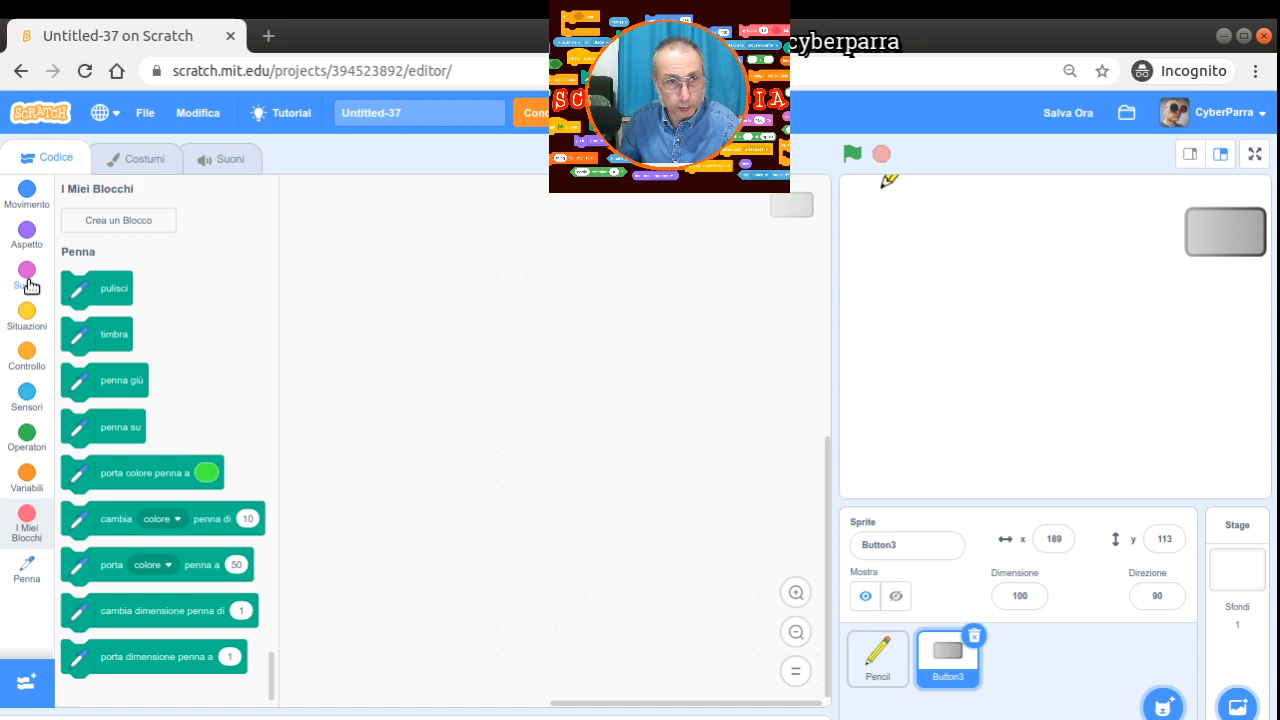 Untitled-37 on Scratch
cyberparra
scratch.mit.edu/projects/394523892/editor/
Incognito
SCRATCH
File
Modifica
Tutorial
Untitled-37
Salva Ora
CyberParra
Codice
Costumi
Suoni
SC
IA
Movimento
Aspetto
Situazioni
Controllo
Sensori
Operatori
Variabili
I Miei
Blocchi
Penna
I Miei Blocchi
Crea un Blocco
Penna
pulisci
timbra
penna giù
penna su
porta colore penna a
cambia colore penna di 10
porta colore penna a 50
cambia dimensione penna di 1
porta dimensione penna a 1
Sprite
Button3
x 189
y 113
Mostra
Dimensione
100
Direzione
90
Pencil
Button3
Stage
Sfondi
1